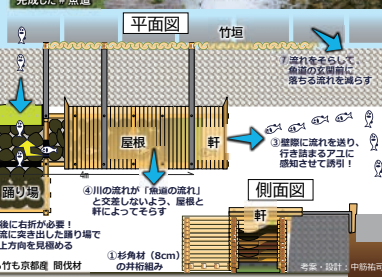 完成した#魚道
平面図
竹垣
⑦流れをそらして
魚道の玄関前に
落ちる流れを減らす
屋根
軒
③壁際に流れを送り、
行き詰まるアユに
感知させて誘引!
4m
④川の流れが「魚道の流れ」
と交差しないよう、屋根と
軒によってそらす
踊り場
後に右折が必要!
流に突き出した踊り場で
上方向を見極める
①杉角材(8cm)
の井桁組み
も竹も京都産 間伐材
側面図
軒
考案・設計:中筋祐司